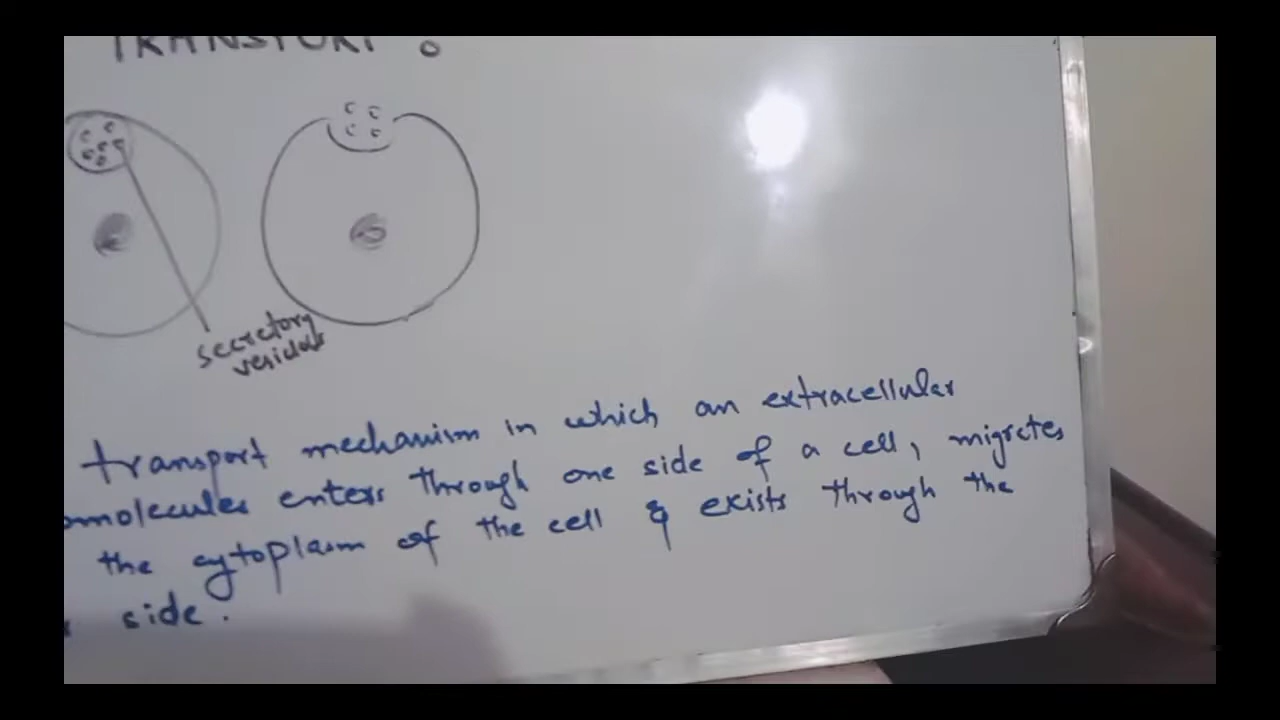 TRANSPORT :
secretory
vesicles
transport mechanism in which an extracellular
omolecules enters through one side of a cell, migrates
the cytoplasm of the cell & exists through the
side.